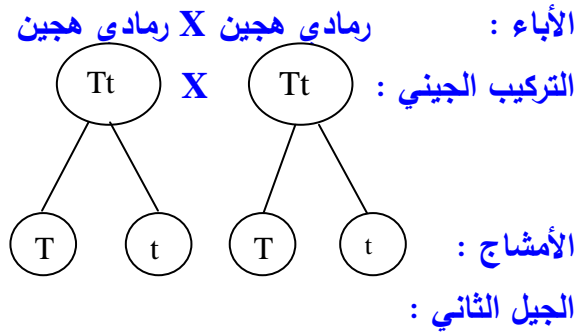 الأباء : رمادي هجين X رمادي هجين
التركيب الجيني : Tt X Tt
الأمشاج : t T t T
الجيل الثاني :